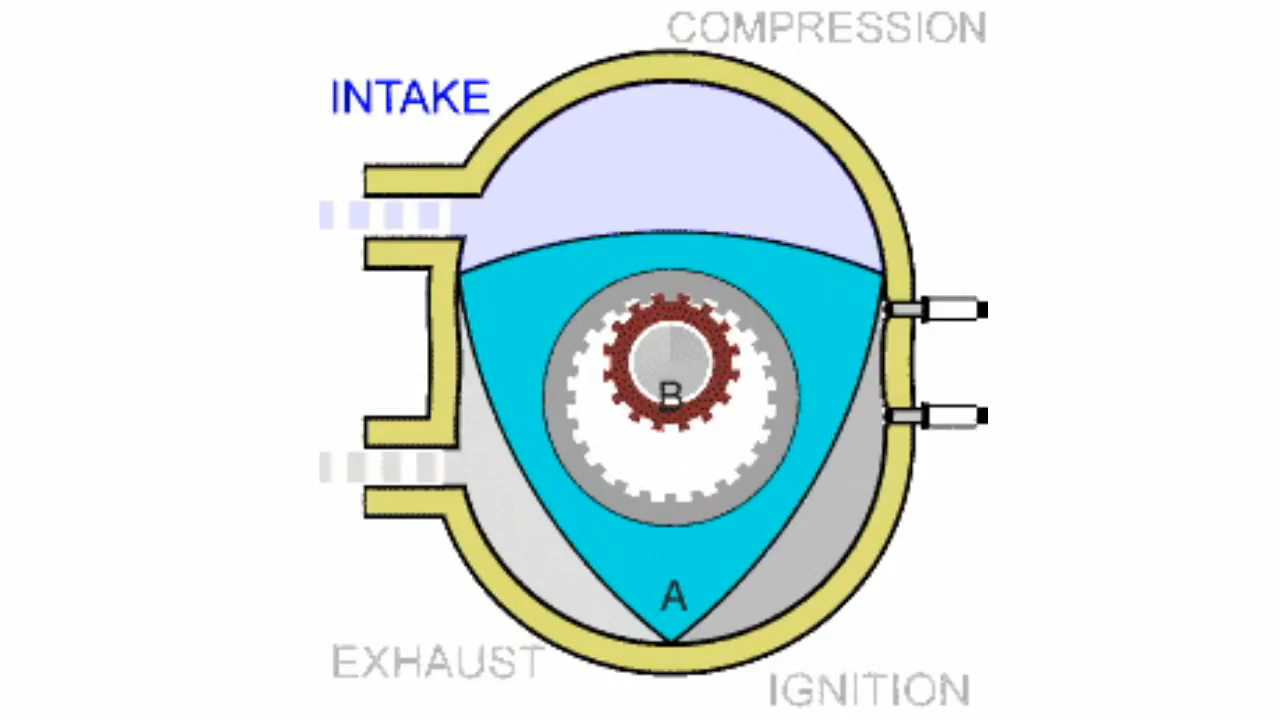 COMPRESSION
INTAKE
B
A
EXHAUST
IGNITION